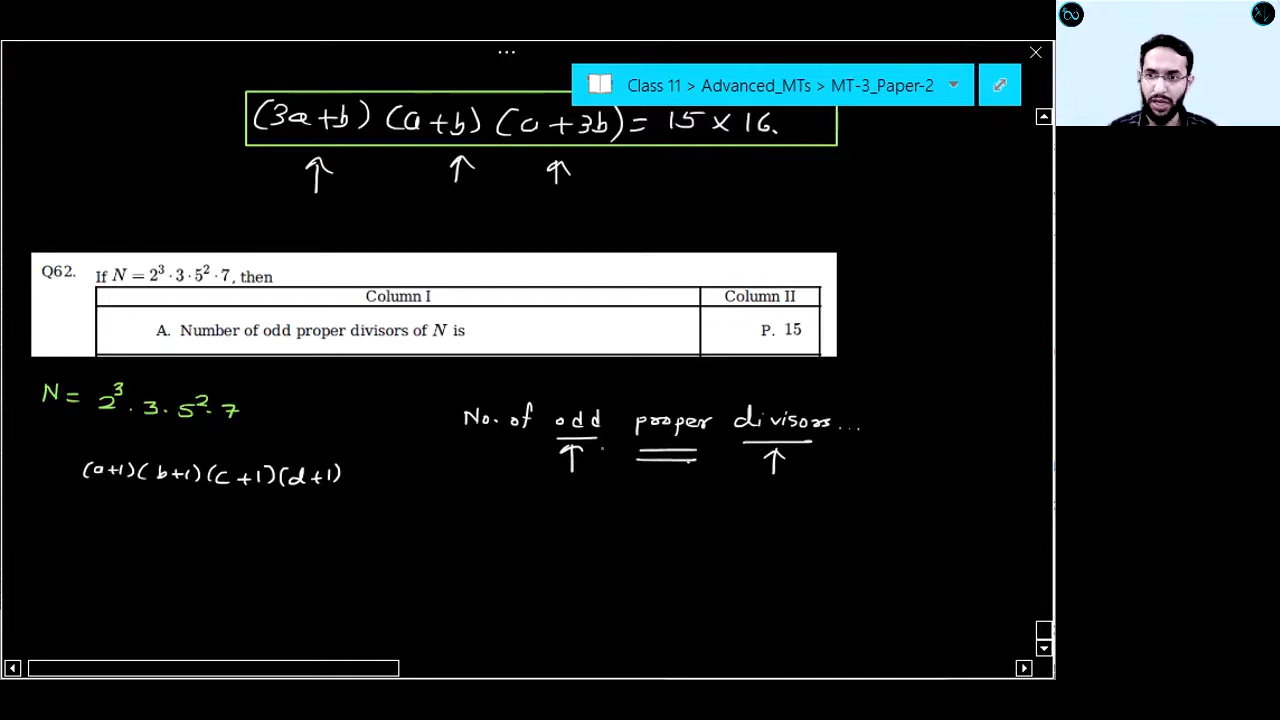 ...
Class 11 > Advanced_MTs > MT-3_Paper-2
(3a+b) (a+b) (a+3b) = 15 × 16.
Q62. If N = 2³ · 3 · 5² · 7, then
Column I Column II
A. Number of odd proper divisors of N is P. 15
N = 2³ . 3 . 5² . 7
No. of odd proper divisors...
(a+1)(b+1)(c+1)(d+1)